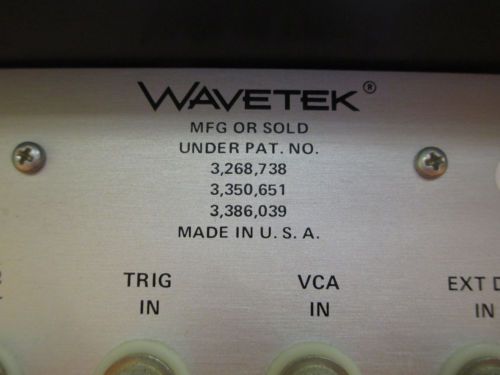 WAVETEK®
MFG OR SOLD
UNDER PAT. NO.
3,268,738
3,350,651
3,386,039
MADE IN U. S. A.
TRIG
IN
VCA
IN
EXT
IN